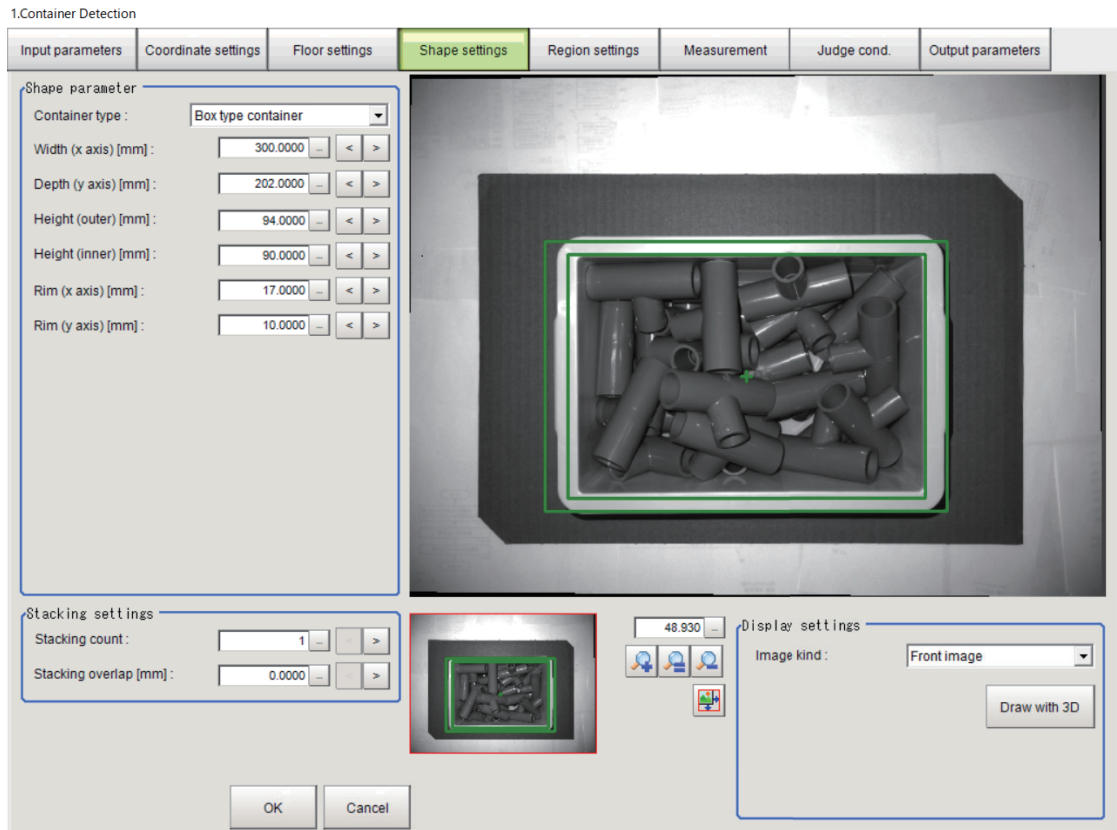 1.Container Detection
Input parameters
Coordinate settings
Floor settings
Shape settings
Region settings
Measurement
Judge cond.
Output parameters
Shape parameter
Container type :
Box type container
Width (x axis) [mm] :
300.0000 ... < >
Depth (y axis) [mm] :
202.0000 ... < >
Height (outer) [mm] :
94.0000 ... < >
Height (inner) [mm] :
90.0000 ... < >
Rim (x axis) [mm] :
17.0000 ... < >
Rim (y axis) [mm] :
10.0000 ... < >
Stacking settings
Stacking count :
1 ... < >
Stacking overlap [mm] :
0.0000 ... < >
48.930 ...
Display settings
Image kind :
Front image
Draw with 3D
OK
Cancel